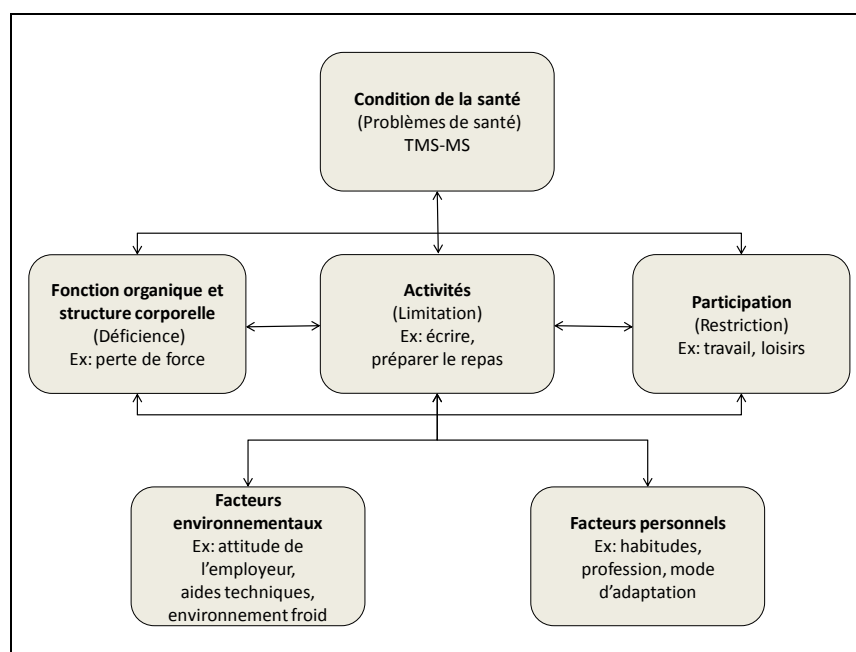 Condition de la santé
(Problèmes de santé)
TMS-MS
Fonction organique et
structure corporelle
(Déficience)
Ex: perte de force
Activités
(Limitation)
Ex: écrire,
préparer le repas
Participation
(Restriction)
Ex: travail, loisirs
Facteurs
environnementaux
Ex: attitude de
l'employeur,
aides techniques,
environnement froid
Facteurs personnels
Ex: habitudes,
profession, mode
d'adaptation